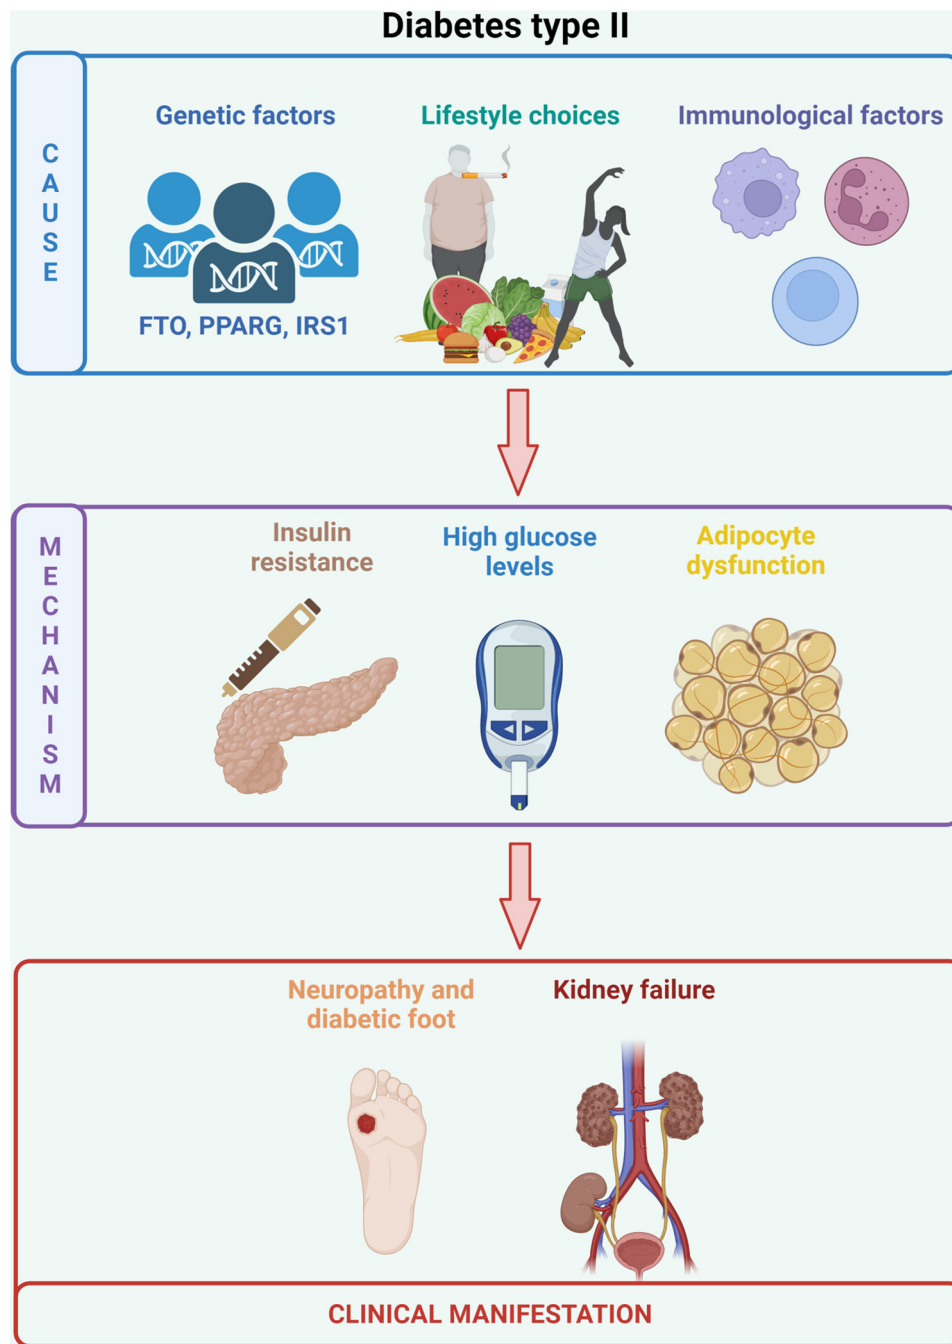 Diabetes type II
CAUSE
Genetic factors
Lifestyle choices
Immunological factors
FTO, PPARG, IRS1
MECHANISM
Insulin
resistance
High glucose
levels
Adipocyte
dysfunction
Neuropathy and
diabetic foot
Kidney failure
CLINICAL MANIFESTATION